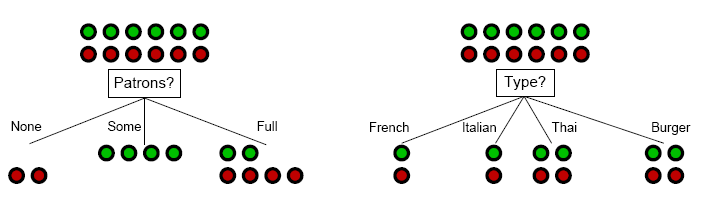 Patrons?
None
Some
Full
Type?
French
Italian
Thai
Burger